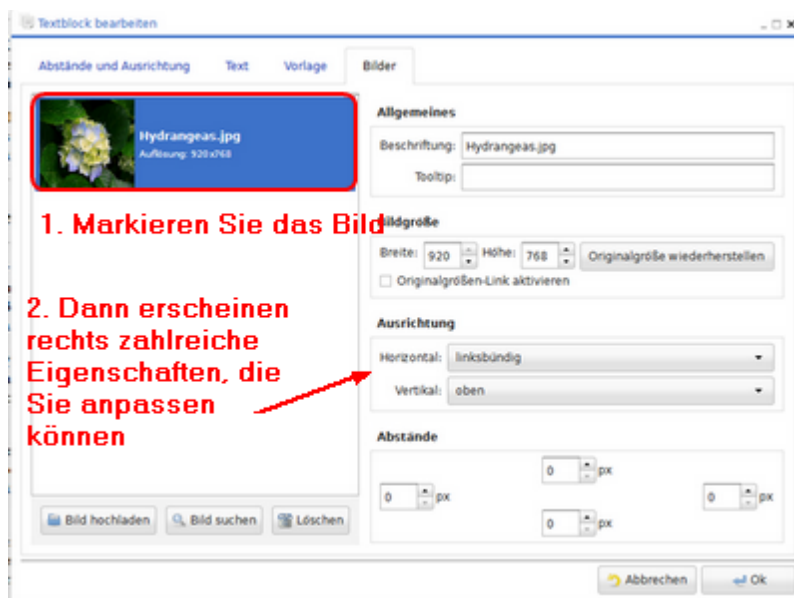 Textblock bearbeiten
Abstände und Ausrichtung Text Vorlage Bilder
Hydrangeas.jpg
Auflösung: 920x768
1. Markieren Sie das Bild
2. Dann erscheinen
rechts zahlreiche
Eigenschaften, die
Sie anpassen
können
Bild hochladen Bild suchen Löschen
Allgemeines
Beschriftung: Hydrangeas.jpg
Tooltip:
Bildgröße
Breite: 920 Höhe: 768 Originalgröße wiederherstellen
Originalgrößen-Link aktivieren
Ausrichtung
Horizontal: linksbündig
Vertikal: oben
Abstände
0 px
0 px 0 px
0 px
Abbrechen Ok